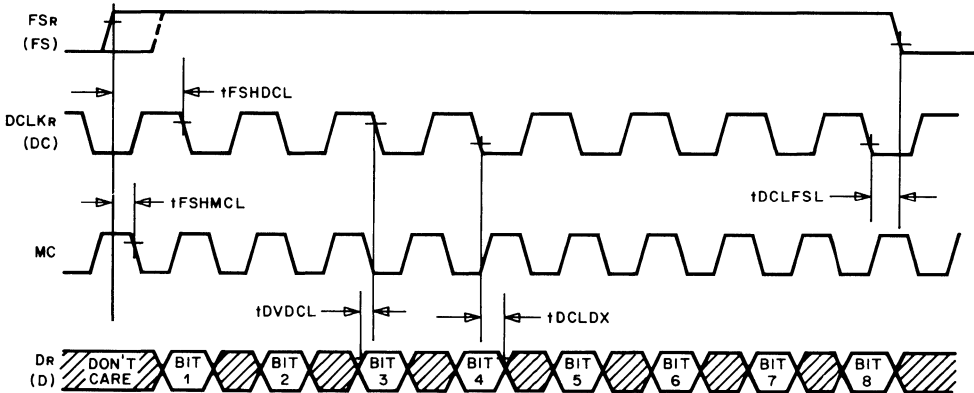 FSR
(FS)
tFSHDCL
DCLKR
(DC)
tDCLFSL
tFSHMCL
MC
tDVDCL
tDCLDX
DR
(D)
DON'T
CARE
BIT
1
BIT
2
BIT
3
BIT
4
BIT
5
BIT
6
BIT
7
BIT
8